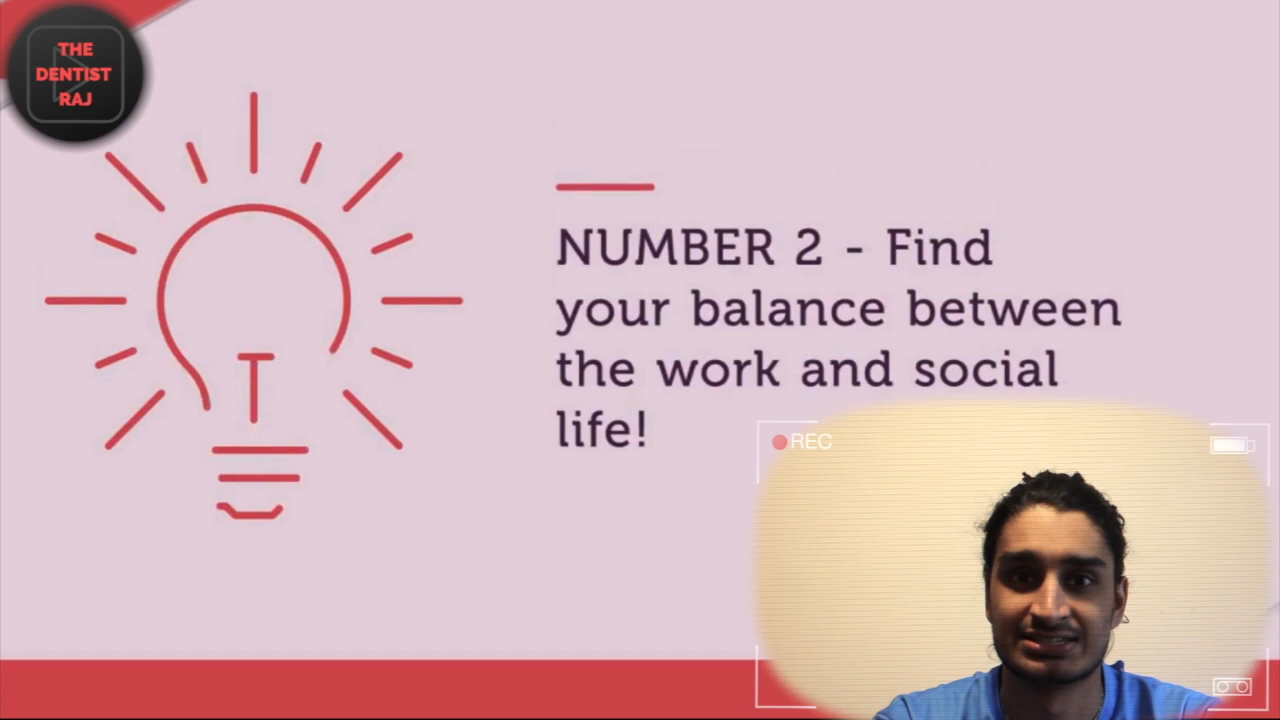 THE
DENTIST
RAJ
NUMBER 2 - Find
your balance between
the work and social
life!
REC